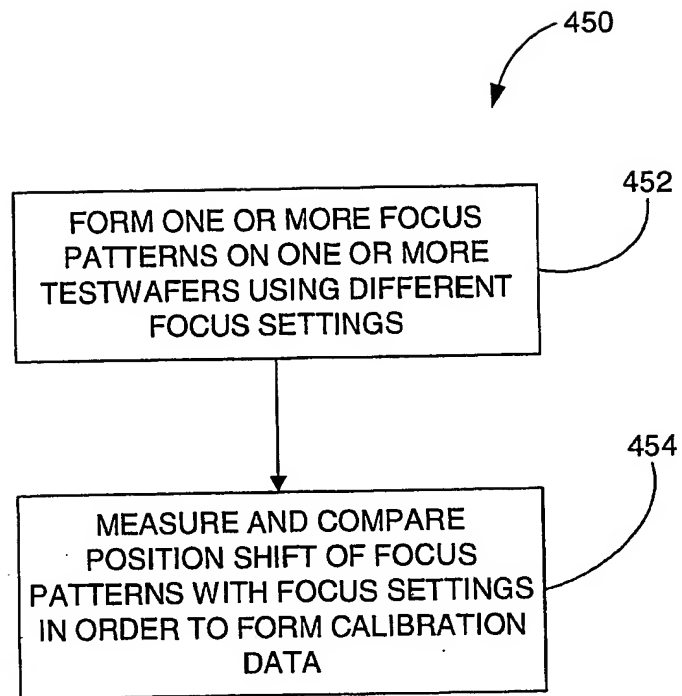 450
452
FORM ONE OR MORE FOCUS
PATTERNS ON ONE OR MORE
TESTWAFERS USING DIFFERENT
FOCUS SETTINGS
454
MEASURE AND COMPARE
POSITION SHIFT OF FOCUS
PATTERNS WITH FOCUS SETTINGS
IN ORDER TO FORM CALIBRATION
DATA